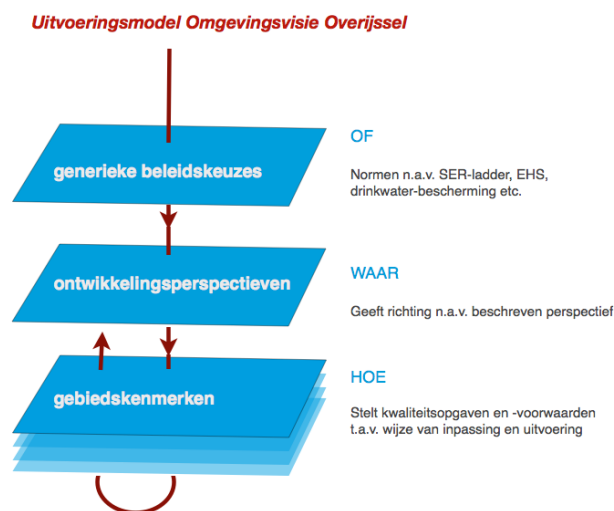 Uitvoeringsmodel Omgevingsvisie Overijssel
generieke beleidskeuzes
OF
Normen n.a.v. SER-ladder, EHS,
drinkwater-bescherming etc.
ontwikkelingsperspectieven
WAAR
Geeft richting n.a.v. beschreven perspectief
gebiedskenmerken
HOE
Stelt kwaliteitsopgaven en -voorwaarden
t.a.v. wijze van inpassing en uitvoering